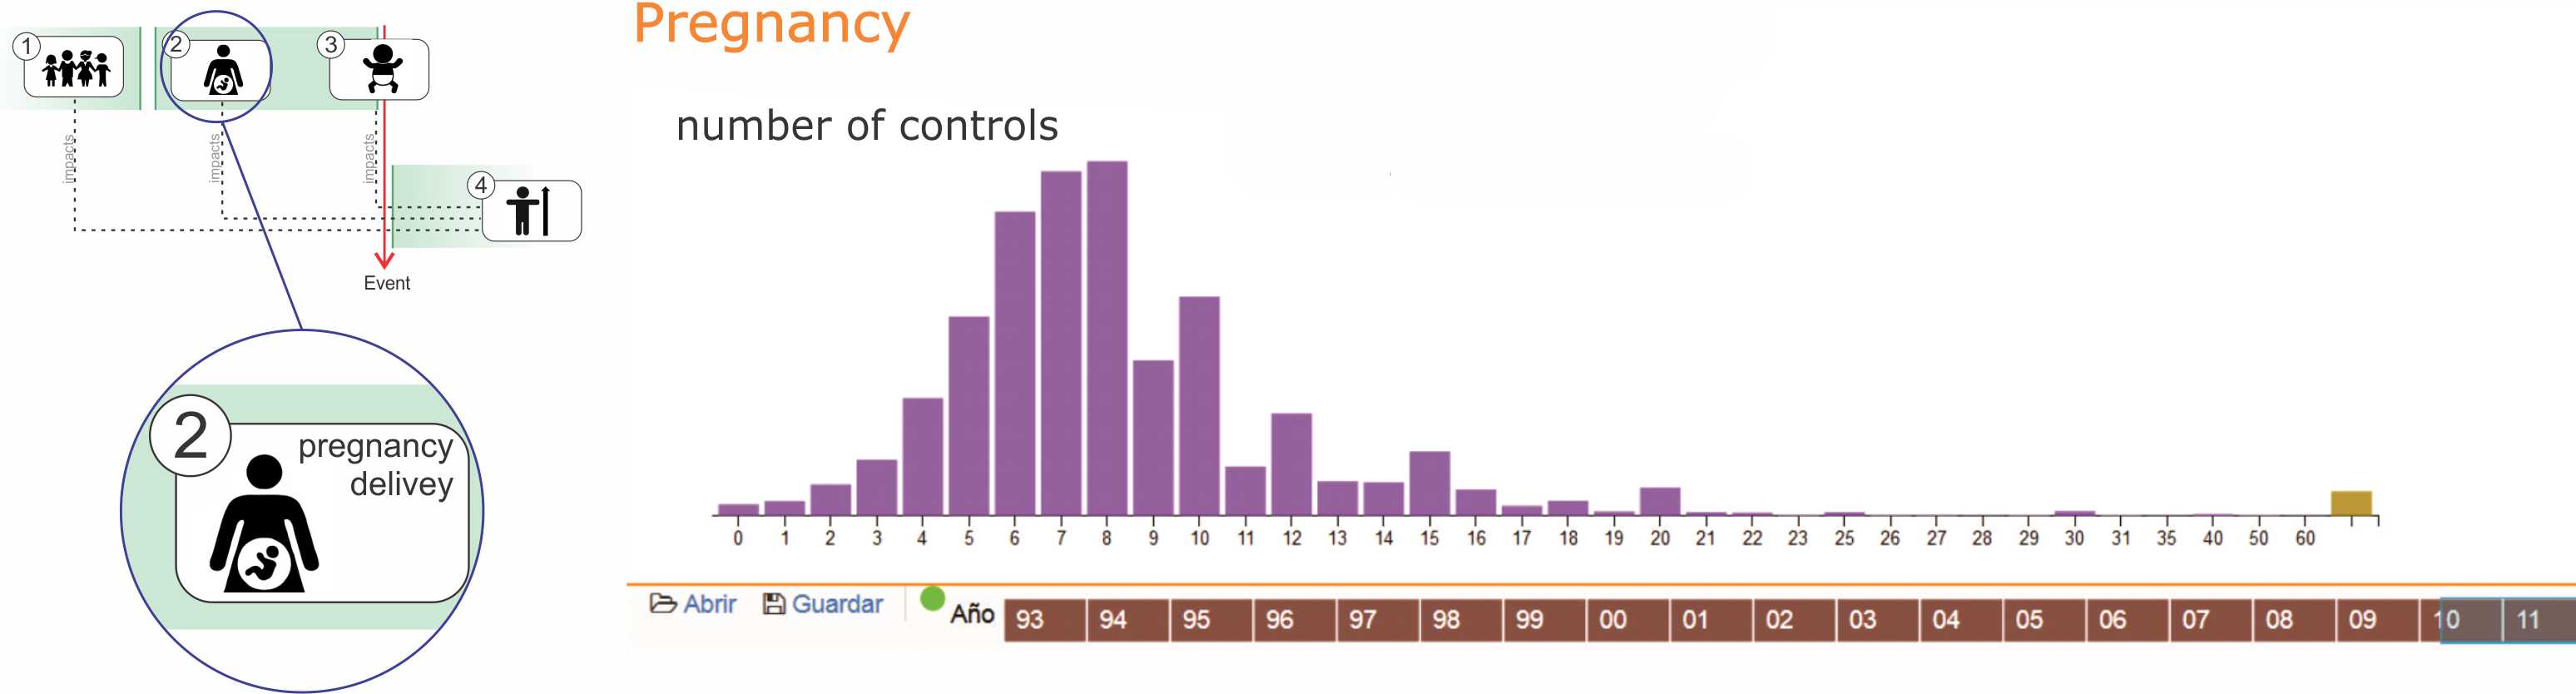 1
2
3
impacts
impacts
impacts
4
Event
2
pregnancy
delivey
Pregnancy
number of controls
0 1 2 3 4 5 6 7 8 9 10 11 12 13 14 15 16 17 18 19 20 21 22 23 25 26 27 28 29 30 31 35 40 50 60
Abrir Guardar Año 93 94 95 96 97 98 99 00 01 02 03 04 05 06 07 08 09 10 11